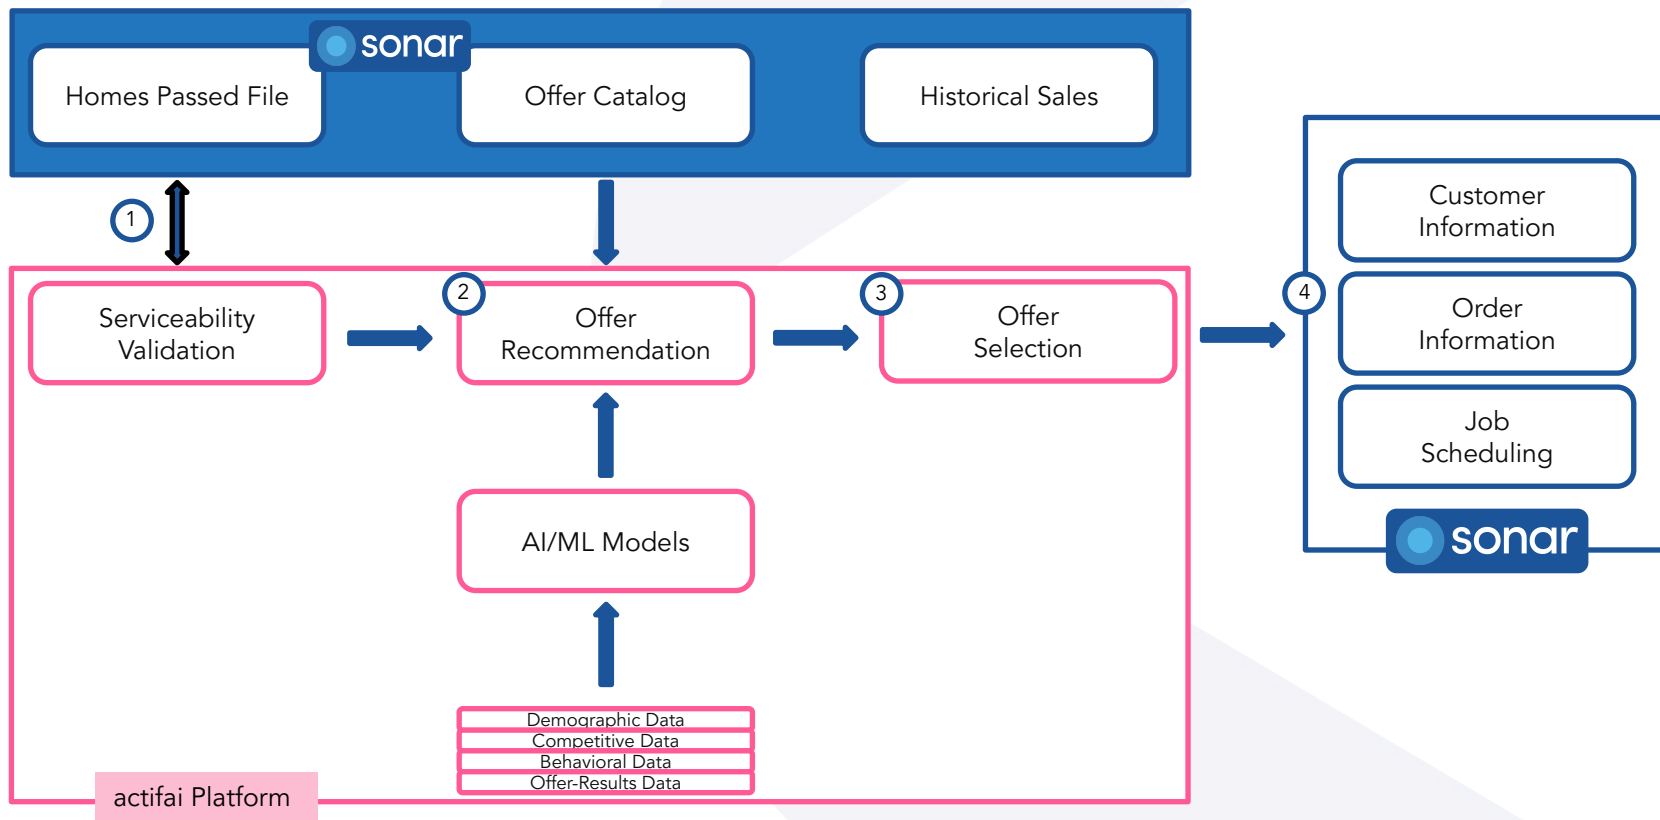 sonar
Homes Passed File
Offer Catalog
Historical Sales
1
2
3
4
Serviceability
Validation
Offer
Recommendation
Offer
Selection
Customer
Information
Order
Information
Job
Scheduling
sonar
AI/ML Models
Demographic Data
Competitive Data
Behavioral Data
Offer-Results Data
actifai Platform